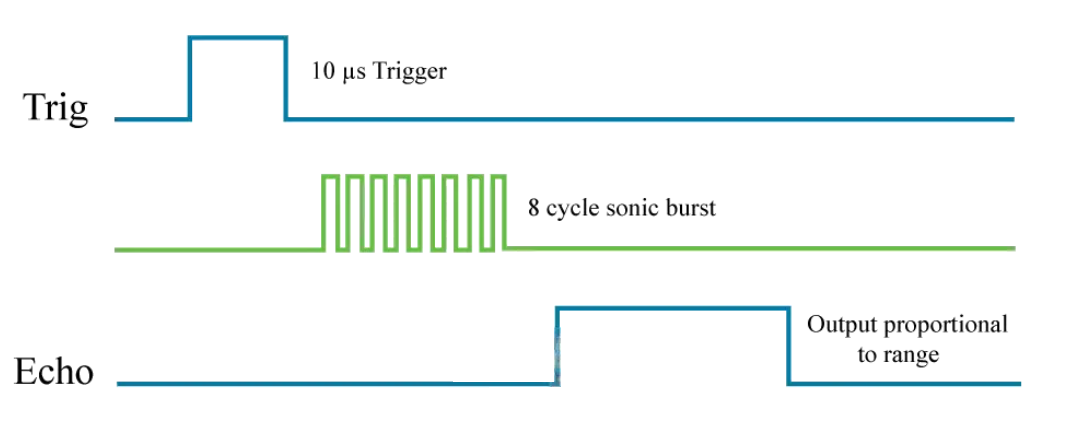 10 µs Trigger
Trig
8 cycle sonic burst
Output proportional
to range
Echo